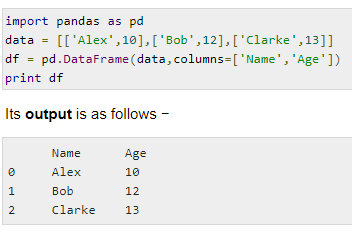 import pandas as pd
data = [['Alex',10],['Bob',12],['Clarke',13]]
df = pd.DataFrame(data,columns=['Name','Age'])
print df
Its output is as follows −
Name Age
0 Alex 10
1 Bob 12
2 Clarke 13